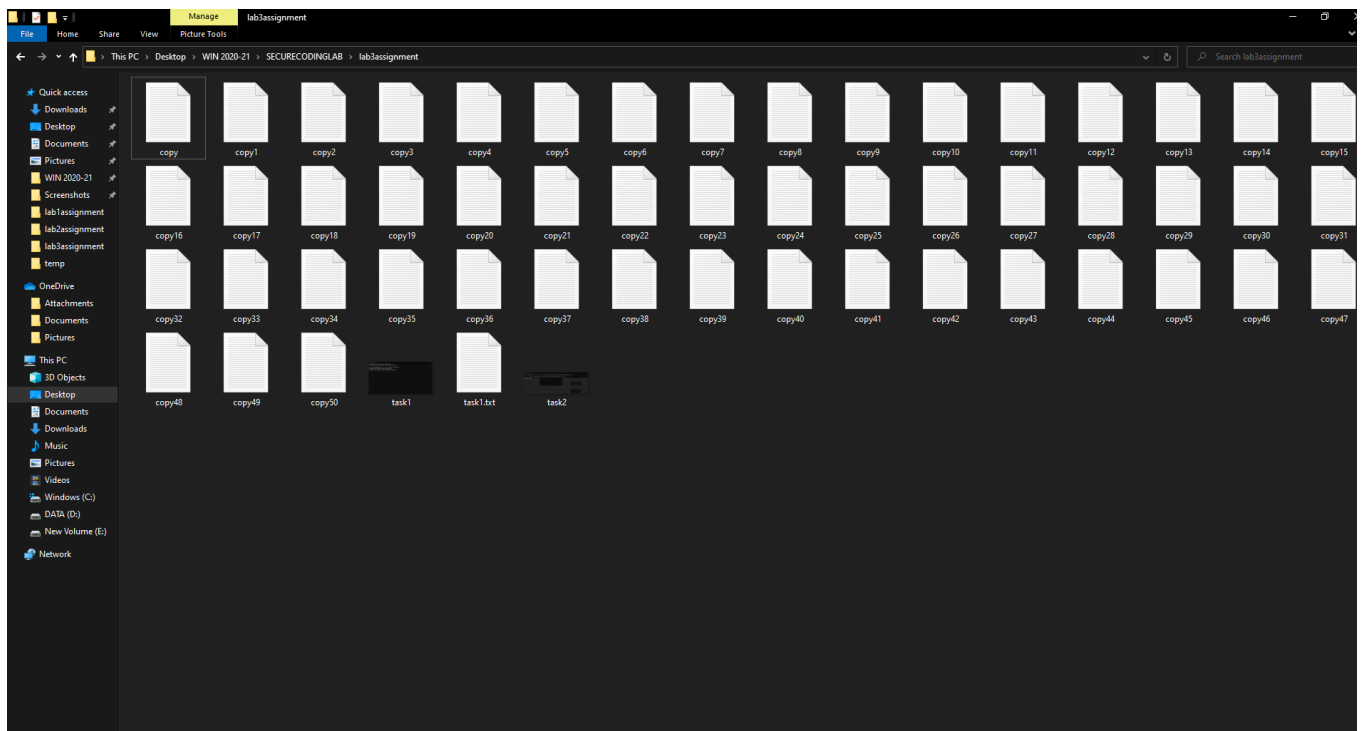 Manage lab3assignment
File Home Share View Picture Tools
This PC Desktop WIN 2020-21 SECURECODINGLAB lab3assignment Search lab3assignment
Quick access
Downloads
Desktop
Documents
Pictures
WIN 2020-21
Screenshots
lab1assignment
lab2assignment
lab3assignment
temp
OneDrive
Attachments
Documents
Pictures
This PC
3D Objects
Desktop
Documents
Downloads
Music
Pictures
Videos
Windows (C:)
DATA (D:)
New Volume (E:)
Network
copy copy1 copy2 copy3 copy4 copy5 copy6 copy7 copy8 copy9 copy10 copy11 copy12 copy13 copy14 copy15
copy16 copy17 copy18 copy19 copy20 copy21 copy22 copy23 copy24 copy25 copy26 copy27 copy28 copy29 copy30 copy31
copy32 copy33 copy34 copy35 copy36 copy37 copy38 copy39 copy40 copy41 copy42 copy43 copy44 copy45 copy46 copy47
copy48 copy49 copy50 task1 task1.txt task2